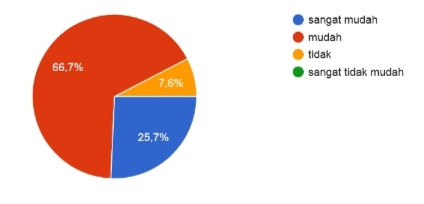 sangat mudah
mudah
tidak
sangat tidak mudah
66,7%
7,6%
25,7%